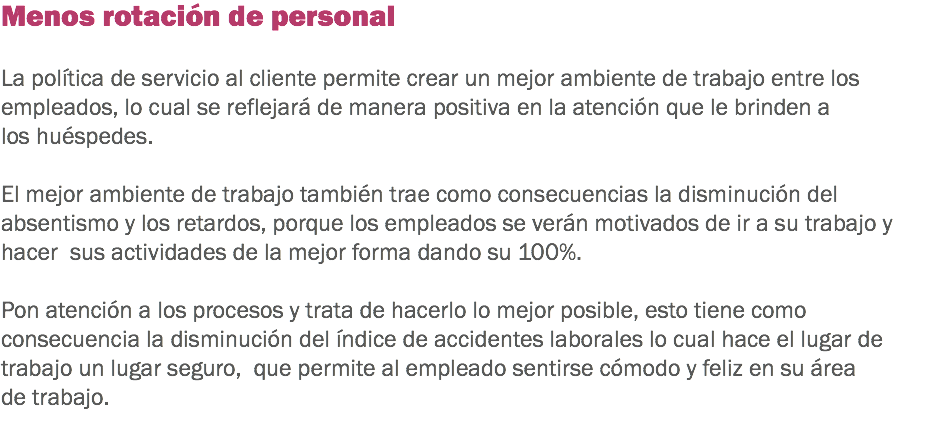 Menos rotación de personal
La política de servicio al cliente permite crear un mejor ambiente de trabajo entre los
empleados, lo cual se reflejará de manera positiva en la atención que le brinden a
los huéspedes.
El mejor ambiente de trabajo también trae como consecuencias la disminución del
absentismo y los retardos, porque los empleados se verán motivados de ir a su trabajo y
hacer  sus actividades de la mejor forma dando su 100%.
Pon atención a los procesos y trata de hacerlo lo mejor posible, esto tiene como
consecuencia la disminución del índice de accidentes laborales lo cual hace el lugar de
trabajo un lugar seguro,  que permite al empleado sentirse cómodo y feliz en su área
de trabajo.